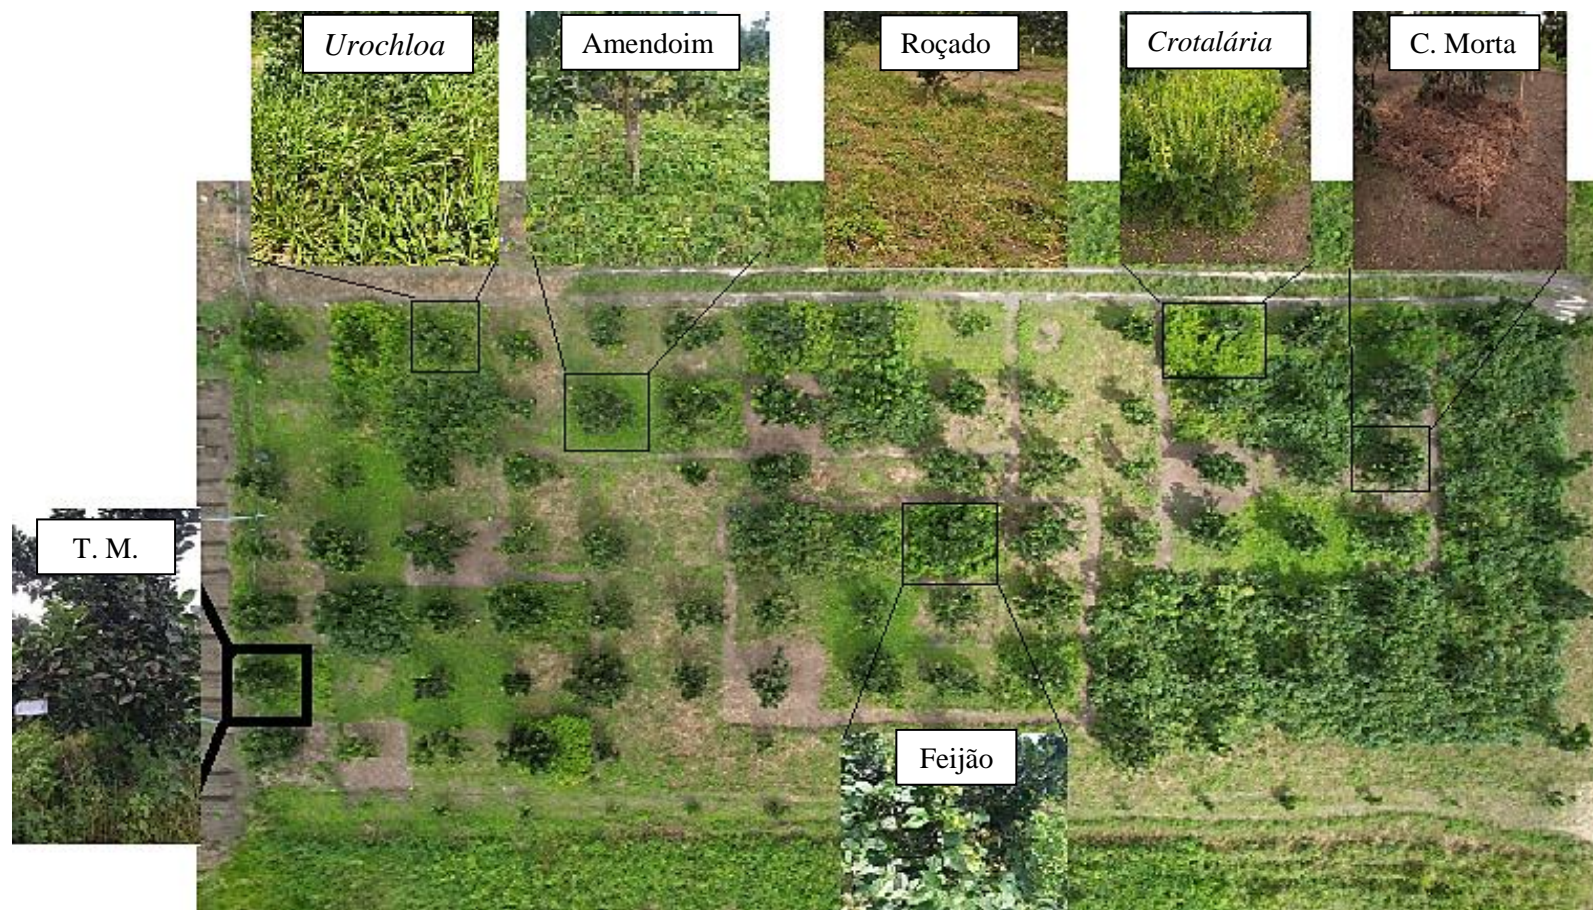 Urochloa
Amendoim
Roçado
Crotalária
C. Morta
T. M.
Feijão